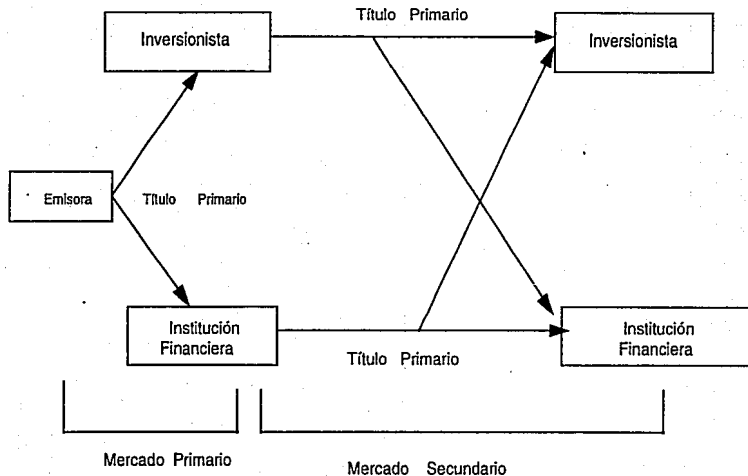 Título Primario
Inversionista
Inversionista
Emisora
Título Primario
Institución
Financiera
Institución
Financiera
Título Primario
Mercado Primario
Mercado Secundario